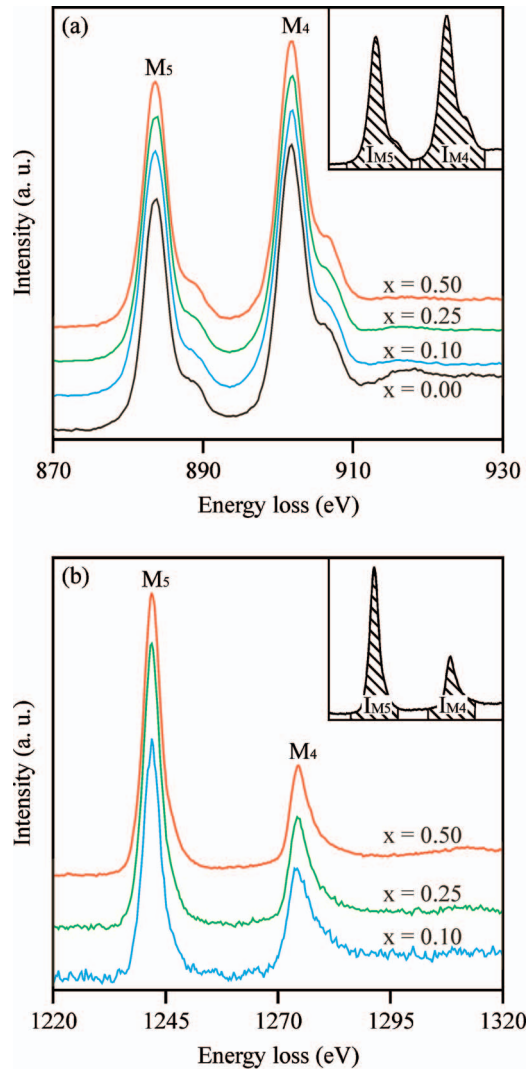 (a)
M5
M4
IM5
IM4
Intensity (a. u.)
x = 0.50
x = 0.25
x = 0.10
x = 0.00
870
890
910
930
Energy loss (eV)
(b)
M5
M4
IM5
IM4
Intensity (a. u.)
x = 0.50
x = 0.25
x = 0.10
1220
1245
1270
1295
1320
Energy loss (eV)